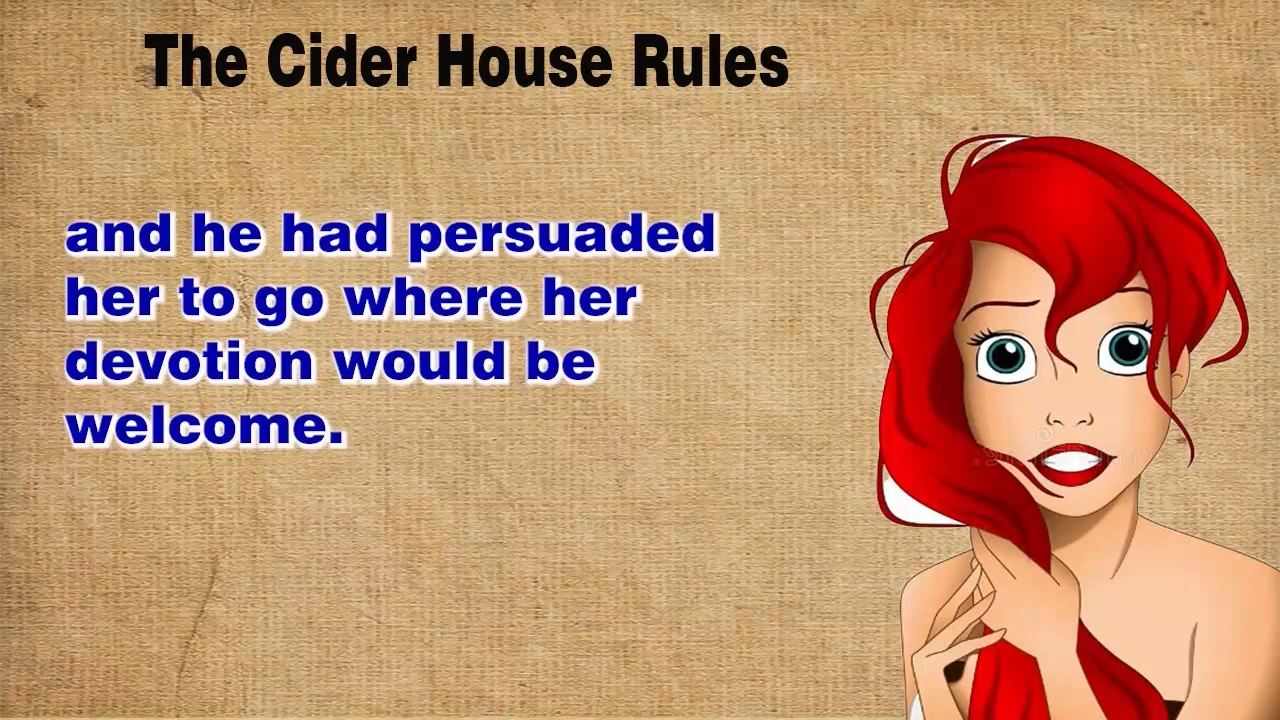 The Cider House Rules
and he had persuaded
her to go where her
devotion would be
welcome.